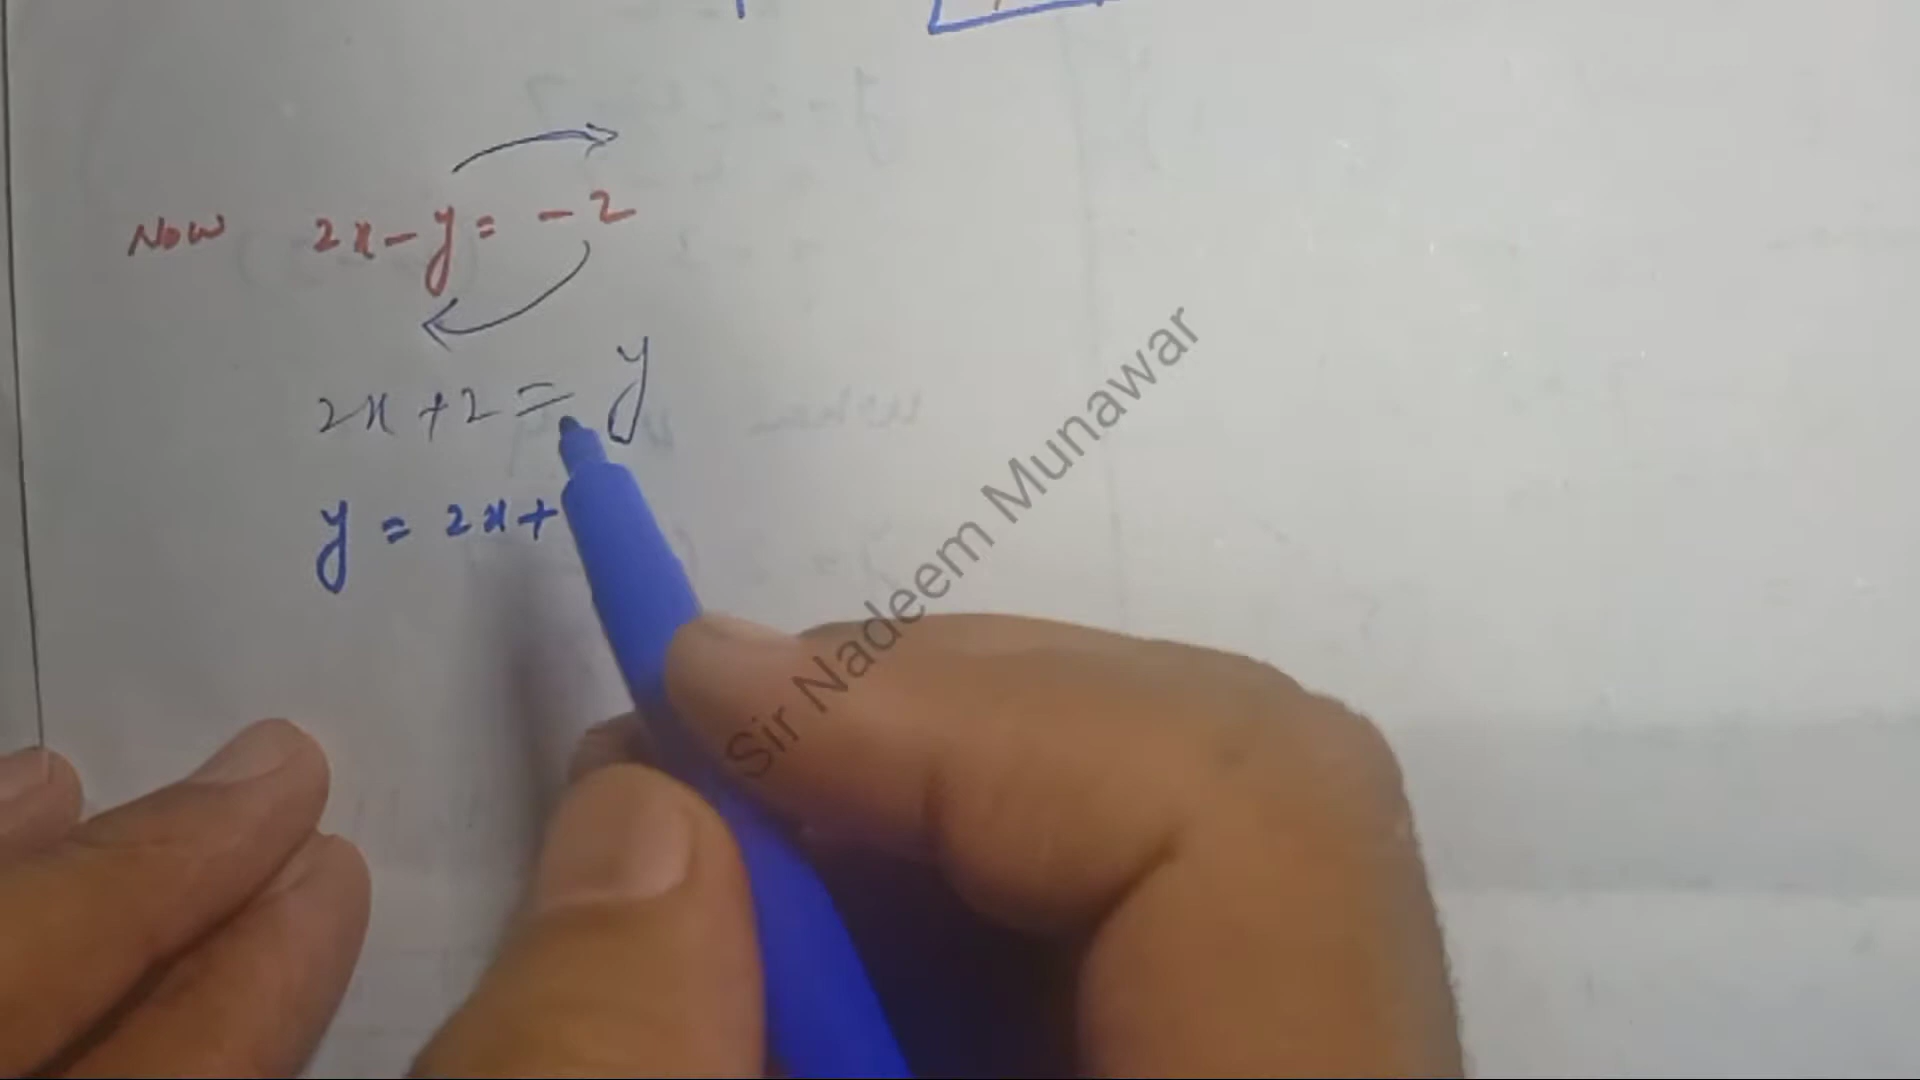 Now 2x - y = -2
2x + 2 = y
y = 2x +
Sir Nadeem Munawar